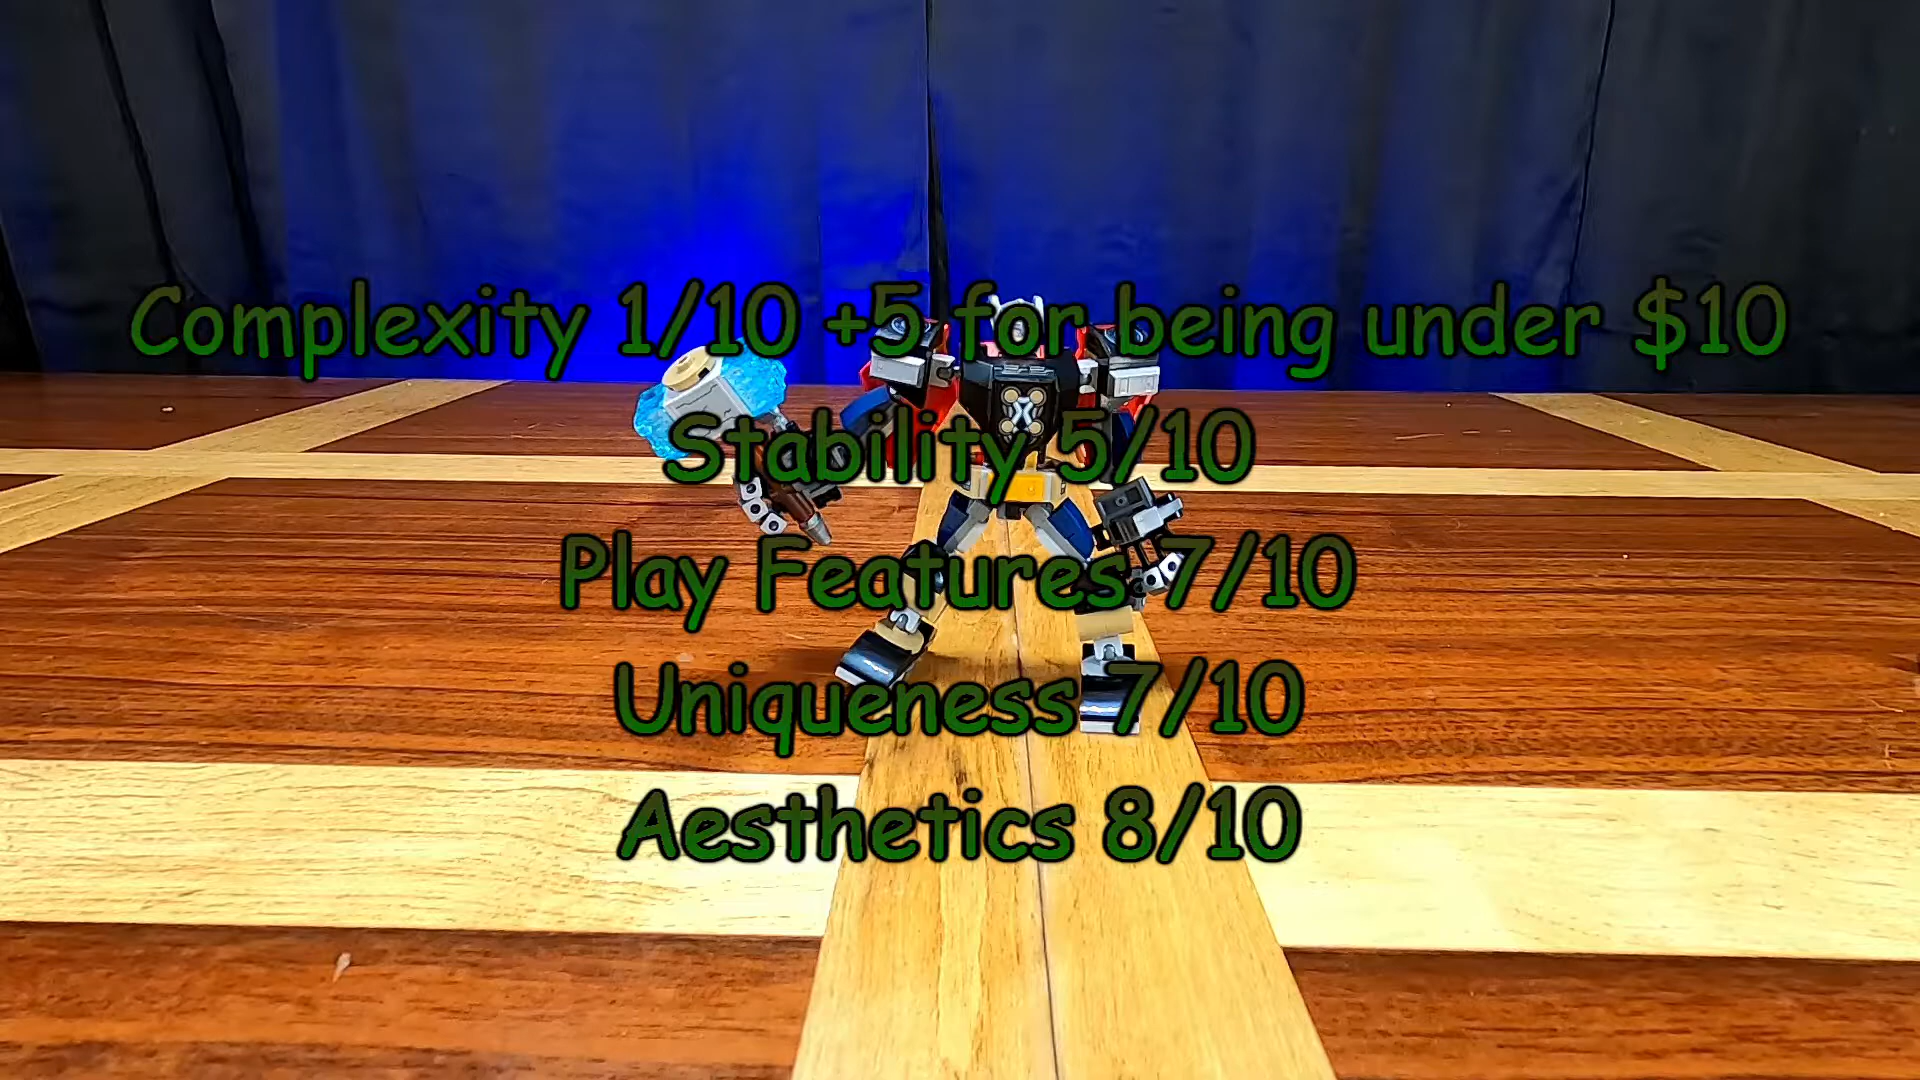 Complexity 1/10 +5 for being under $10
Stability 5/10
Play Features 7/10
Uniqueness 7/10
Aesthetics 8/10